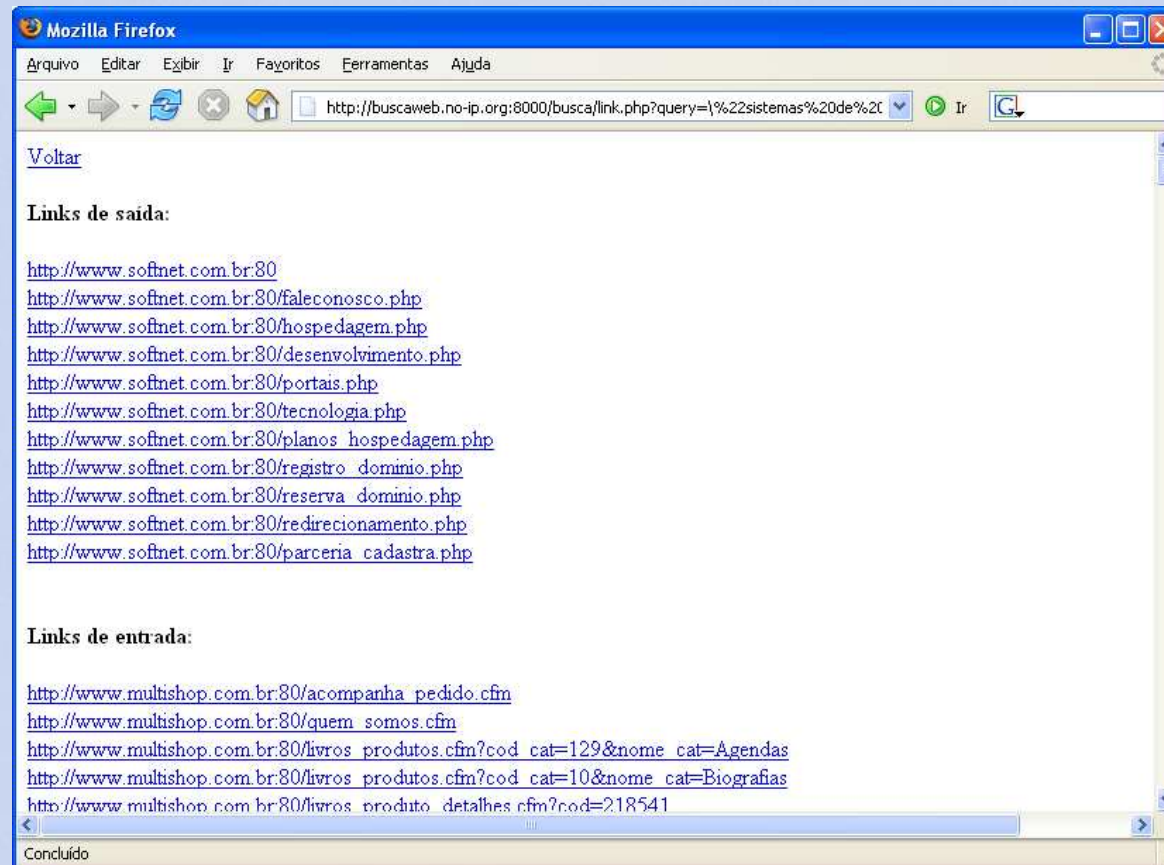 Mozilla Firefox
Arquivo Editar Exibir Ir Favoritos Ferramentas Ajuda
http://buscaweb.no-ip.org:8000/busca/link.php?query=\%22sistemas%20de%20 Ir G
Voltar
Links de saída:
http://www.softnet.com.br:80
http://www.softnet.com.br:80/faleconosco.php
http://www.softnet.com.br:80/hospedagem.php
http://www.softnet.com.br:80/desenvolvimento.php
http://www.softnet.com.br:80/portais.php
http://www.softnet.com.br:80/tecnologia.php
http://www.softnet.com.br:80/planos_hospedagem.php
http://www.softnet.com.br:80/registro_dominio.php
http://www.softnet.com.br:80/reserva_dominio.php
http://www.softnet.com.br:80/redirecionamento.php
http://www.softnet.com.br:80/parceria_cadastra.php
Links de entrada:
http://www.multishop.com.br:80/acompanha_pedido.cfm
http://www.multishop.com.br:80/quem_somos.cfm
http://www.multishop.com.br:80/livros_produtos.cfm?cod_cat=129&nome_cat=Agendas
http://www.multishop.com.br:80/livros_produtos.cfm?cod_cat=10&nome_cat=Biografias
http://www.multishop.com.br:80/livros_produto_detalhes.cfm?cod=218541
Concluído